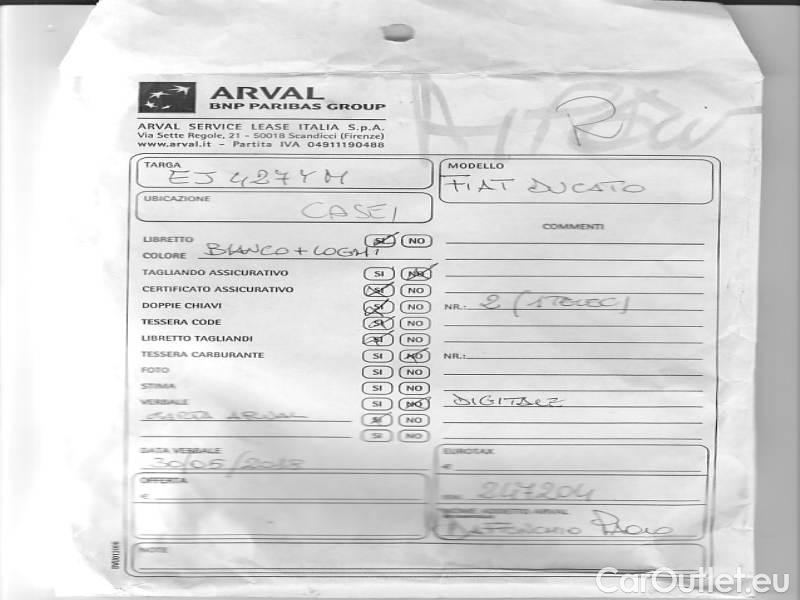 ARVAL
BNP PARIBAS GROUP
R
ARVAL SERVICE LEASE ITALIA S.p.A.
Via Sette Regole, 21 - 50018 Scandicci (Firenze)
www.arval.it - Partita IVA 04911190488
TARGA
EJ427YM
MODELLO
FIAT DUCATO
UBICAZIONE
CASEI
COMMENTI
LIBRETTO SI NO
COLORE BIANCO + LOGHI
TAGLIANDO ASSICURATIVO SI NO
CERTIFICATO ASSICURATIVO SI NO
DOPPIE CHIAVI SI NO NR.: 2 (1 TELEC)
TESSERA CODE SI NO
LIBRETTO TAGLIANDI SI NO
TESSERA CARBURANTE SI NO NR.:
FOTO SI NO
STIMA SI NO
VERBALE SI NO DIGITALE
CARTA ARVAL SI NO
SI NO
DATA VERBALE
30/05/2018
EUROTAX
€
OFFERTA
€
KM. 247204
NOME ADDETTO ARVAL
PAOLO
NOTE
CarOutlet.eu